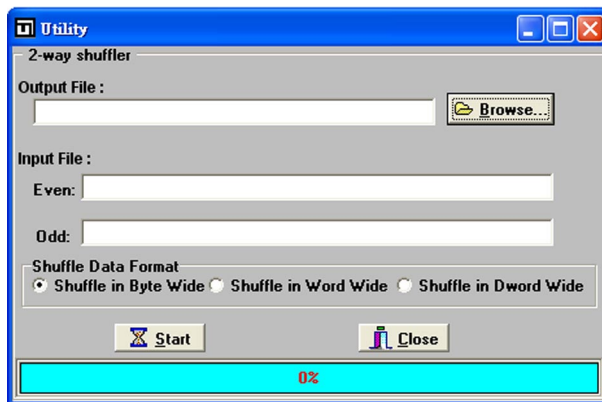 Utility
2-way shuffler
Output File :
Browse...
Input File :
Even:
Odd:
Shuffle Data Format
Shuffle in Byte Wide Shuffle in Word Wide Shuffle in Dword Wide
Start Close
0%